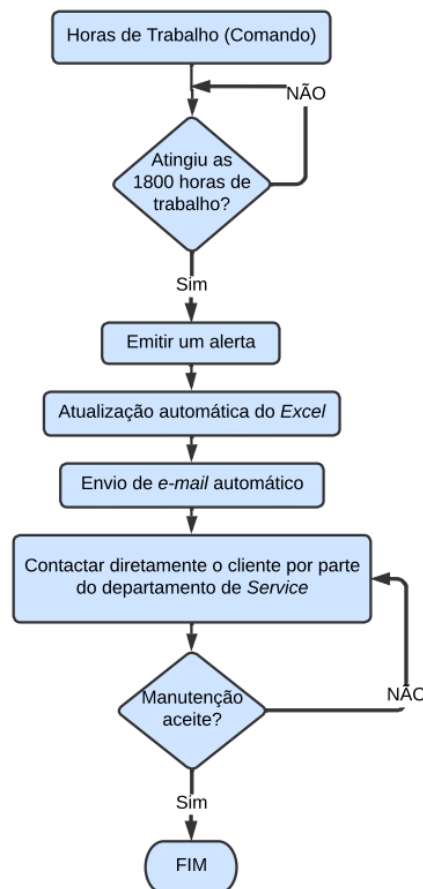 Horas de Trabalho (Comando)
NÃO
Atingiu as
1800 horas de
trabalho?
Sim
Emitir um alerta
Atualização automática do Excel
Envio de e-mail automático
Contactar diretamente o cliente por parte
do departamento de Service
Manutenção
aceite?
NÃO
Sim
FIM